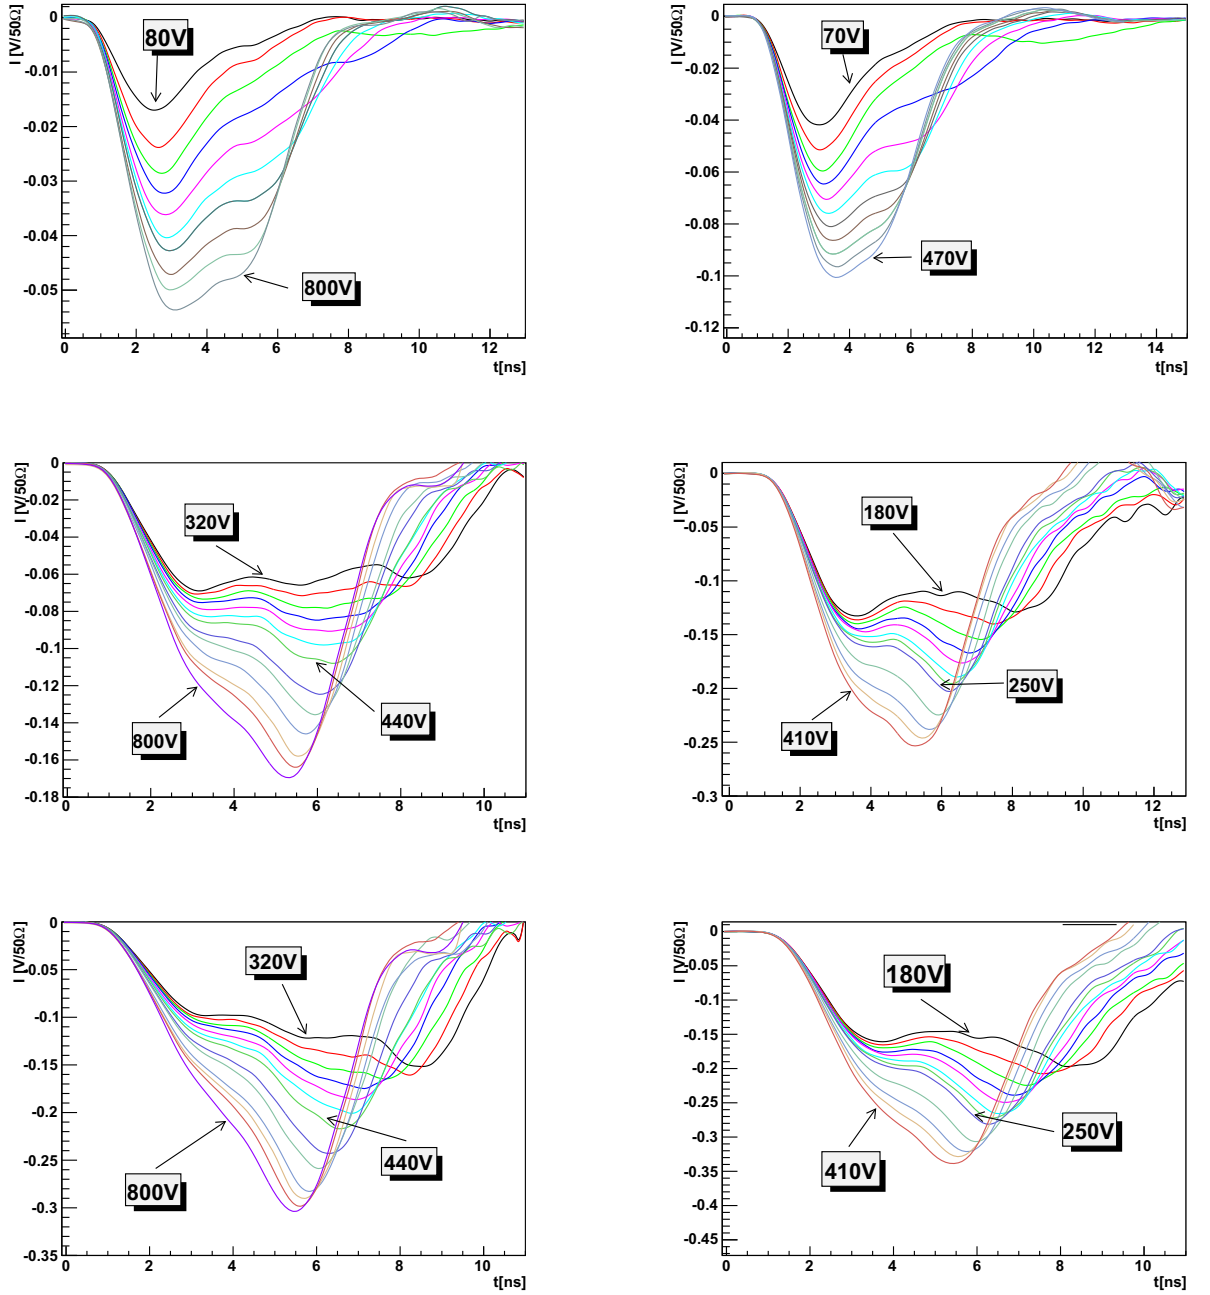 I [V/50Ω]
0
-0.01
-0.02
-0.03
-0.04
-0.05
80V
800V
0 2 4 6 8 10 12
t[ns]
I [V/50Ω]
0
-0.02
-0.04
-0.06
-0.08
-0.1
-0.12
70V
470V
0 2 4 6 8 10 12 14
t[ns]
I [V/50Ω]
0
-0.02
-0.04
-0.06
-0.08
-0.1
-0.12
-0.14
-0.16
-0.18
320V
440V
800V
0 2 4 6 8 10
t[ns]
I [V/50Ω]
0
-0.05
-0.1
-0.15
-0.2
-0.25
-0.3
180V
250V
410V
0 2 4 6 8 10 12
t[ns]
I [V/50Ω]
0
-0.05
-0.1
-0.15
-0.2
-0.25
-0.3
-0.35
320V
440V
800V
0 2 4 6 8 10
t[ns]
I [V/50Ω]
0
-0.05
-0.1
-0.15
-0.2
-0.25
-0.3
-0.35
-0.4
-0.45
180V
250V
410V
0 2 4 6 8 10
t[ns]